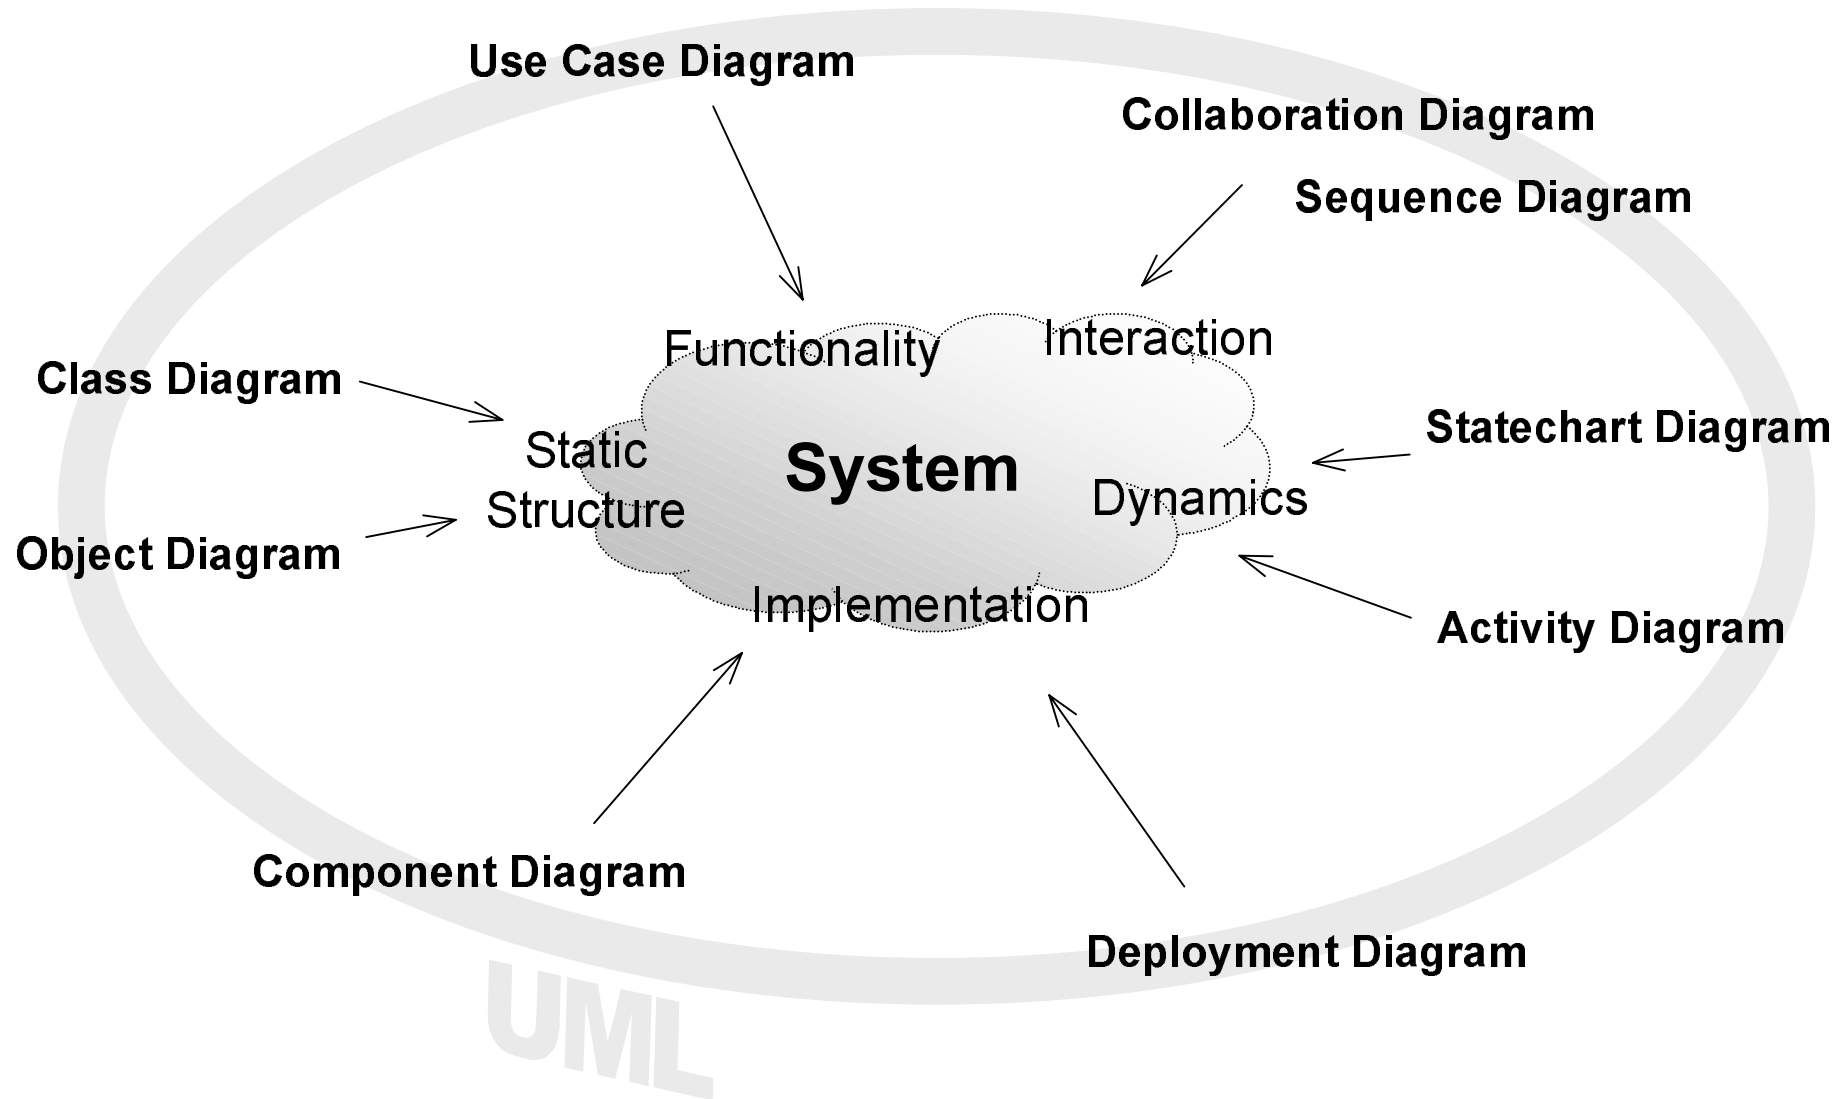 Use Case Diagram
Collaboration Diagram
Sequence Diagram
Functionality
Interaction
Class Diagram
Statechart Diagram
Static
Structure
System
Dynamics
Object Diagram
Implementation
Activity Diagram
Component Diagram
Deployment Diagram
UML